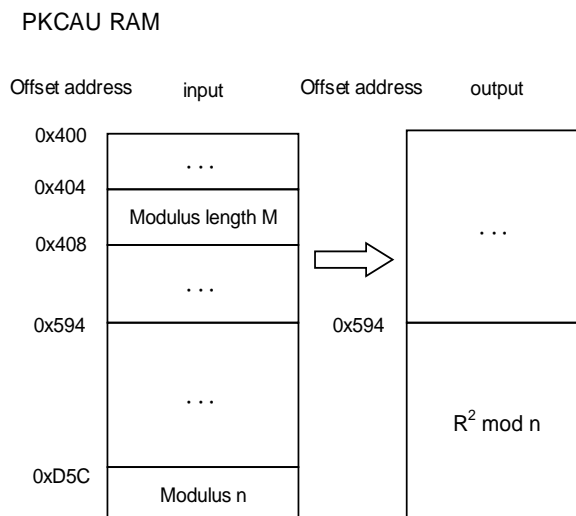 PKCAU RAM
Offset address input Offset address output
0x400
...
0x404
Modulus length M
0x408
...
...
0x594 0x594
...
R² mod n
0xD5C
Modulus n